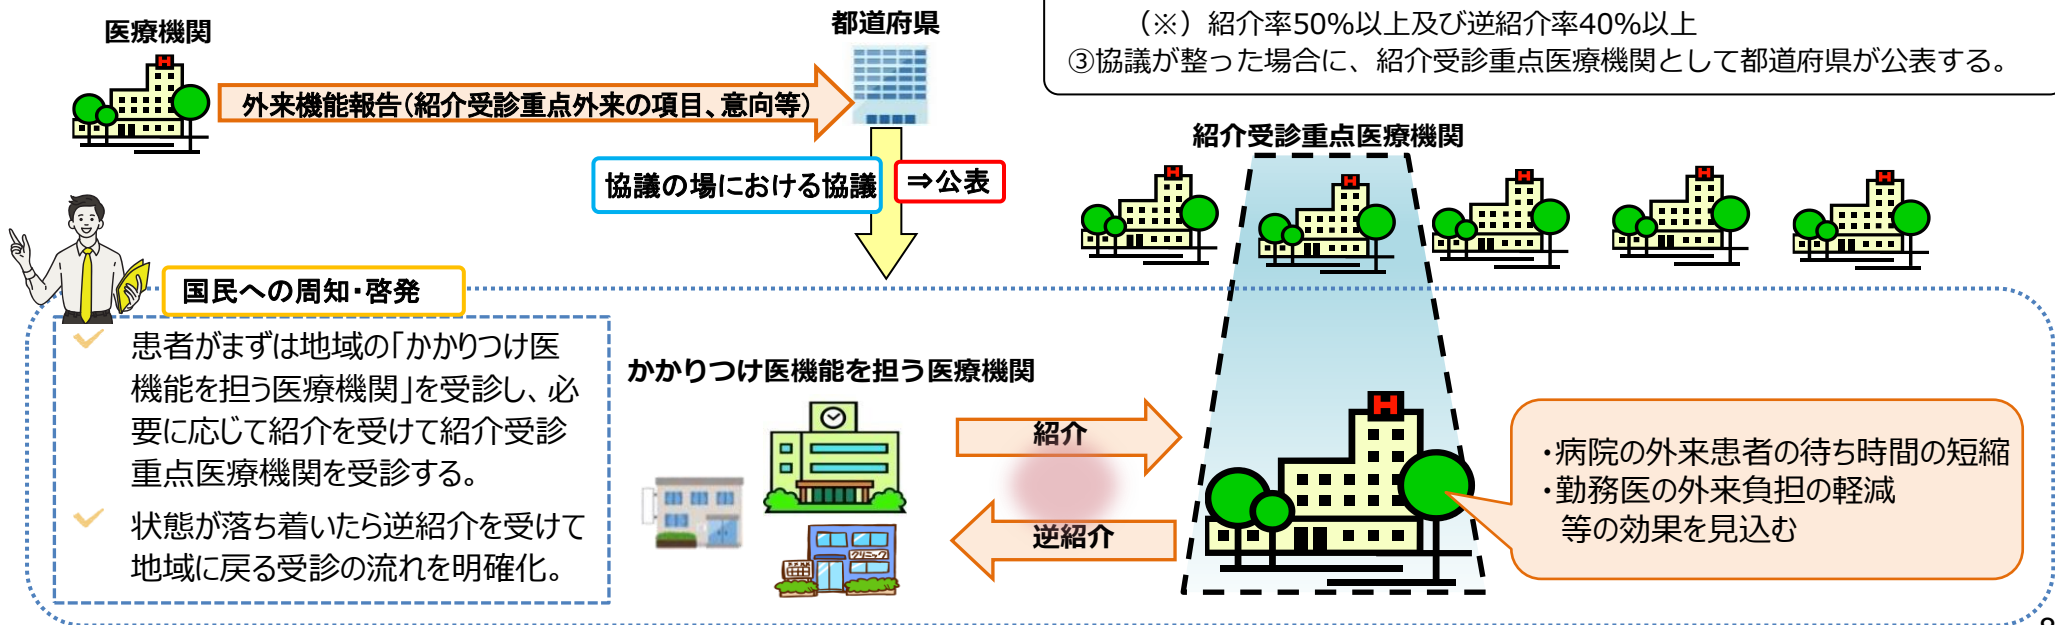 医療機関
都道府県
外来機能報告(紹介受診重点外来の項目、意向等)
(※)紹介率50%以上及び逆紹介率40%以上
③協議が整った場合に、紹介受診重点医療機関として都道府県が公表する。
協議の場における協議
⇒公表
紹介受診重点医療機関
国民への周知・啓発
患者がまずは地域の「かかりつけ医
機能を担う医療機関」を受診し、必
要に応じて紹介を受けて紹介受診
重点医療機関を受診する。
状態が落ち着いたら逆紹介を受けて
地域に戻る受診の流れを明確化。
かかりつけ医機能を担う医療機関
クリニック
紹介
逆紹介
・病院の外来患者の待ち時間の短縮
・勤務医の外来負担の軽減
等の効果を見込む